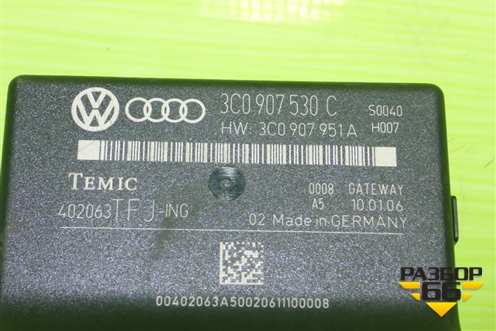 3C0 907 530 C S0040
HW: 3C0 907 951 A H007
TEMIC 0008 GATEWAY
A5 10.01.06
402063TFJ-ING 02 Made in GERMANY
00402063A50020611100008
РАЗБОР
66